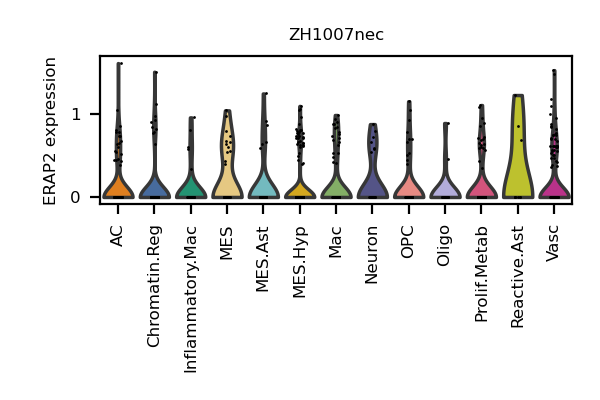 ZH1007nec
ERAP2 expression
1
0
AC
Chromatin.Reg
Inflammatory.Mac
MES
MES.Ast
MES.Hyp
Mac
Neuron
OPC
Oligo
Prolif.Metab
Reactive.Ast
Vasc